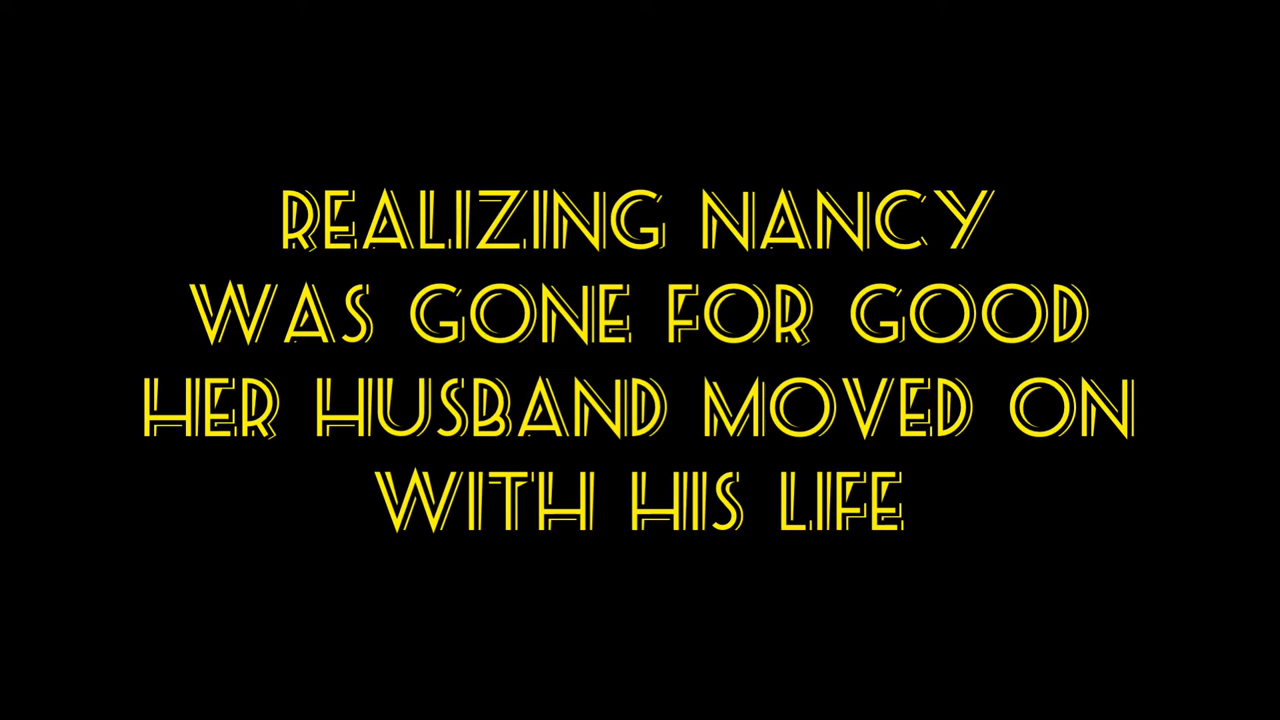 REALIZING NANCY
WAS GONE FOR GOOD
HER HUSBAND MOVED ON
WITH HIS LIFE